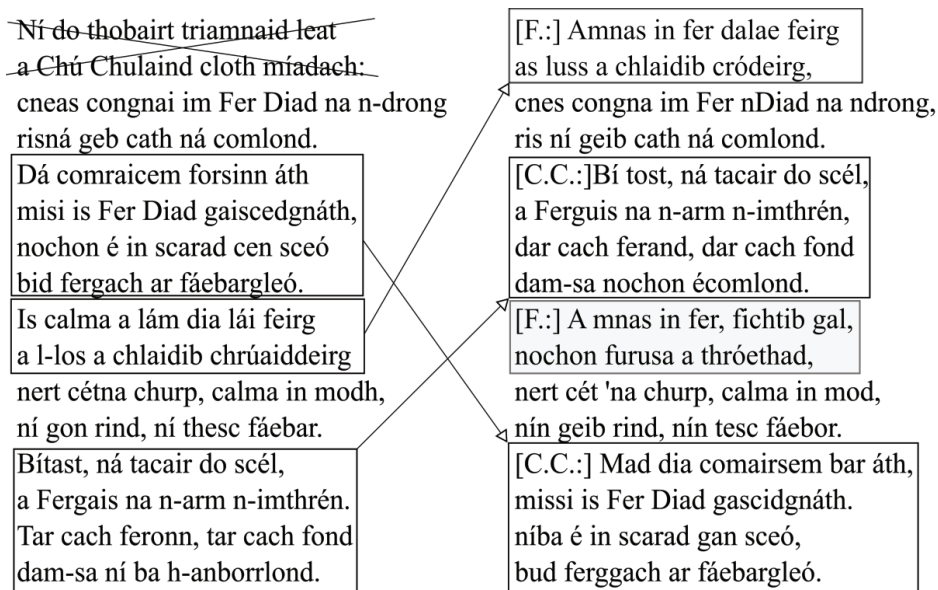 Ní do thobairt triamnaid leat
a Chú Chulaind cloth míadach:
cneas congnai im Fer Diad na n-drong
risná geb cath ná comlond.
Dá comraicem forsinn áth
misi is Fer Diad gaiscedgnáth,
nochon é in scarad cen sceó
bid fergach ar fáebargleó.
Is calma a lám dia lái feirg
a l-los a chlaidib chrúaiddeirg
nert cétna churp, calma in modh,
ní gon rind, ní thesc fáebar.
Bítast, ná tacair do scél,
a Fergais na n-arm n-imthrén.
Tar cach feronn, tar cach fond
dam-sa ní ba h-anborrlond.
[F.:] Amnas in fer dalae feirg
as luss a chlaidib cródeirg,
cnes congna im Fer nDiad na ndrong,
ris ní geib cath ná comlond.
[C.C.:]Bí tost, ná tacair do scél,
a Ferguis na n-arm n-imthrén,
dar cach ferand, dar cach fond
dam-sa nochon écomlond.
[F.:] A mnas in fer, fichtib gal,
nochon furusa a thróethad,
nert cét 'na churp, calma in mod,
nín geib rind, nín tesc fáebor.
[C.C.:] Mad dia comairsem bar áth,
missi is Fer Diad gascidgnáth.
níba é in scarad gan sceó,
bud ferggach ar fáebargleó.